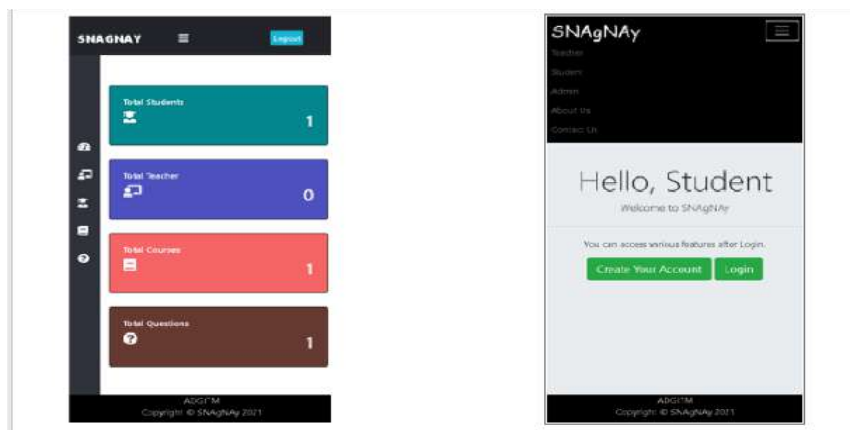 SNAGNAY
Logout
Total Students
1
Total Teacher
0
Total Courses
1
Total Questions
1
ADGITM
Copyright © SNAgNAy 2021
SNAgNAy
Teacher
Student
Admin
About Us
Contact Us
Hello, Student
Welcome to SNAgNAy
You can access various features after Login.
Create Your Account
Login
ADGITM
Copyright © SNAgNAy 2021